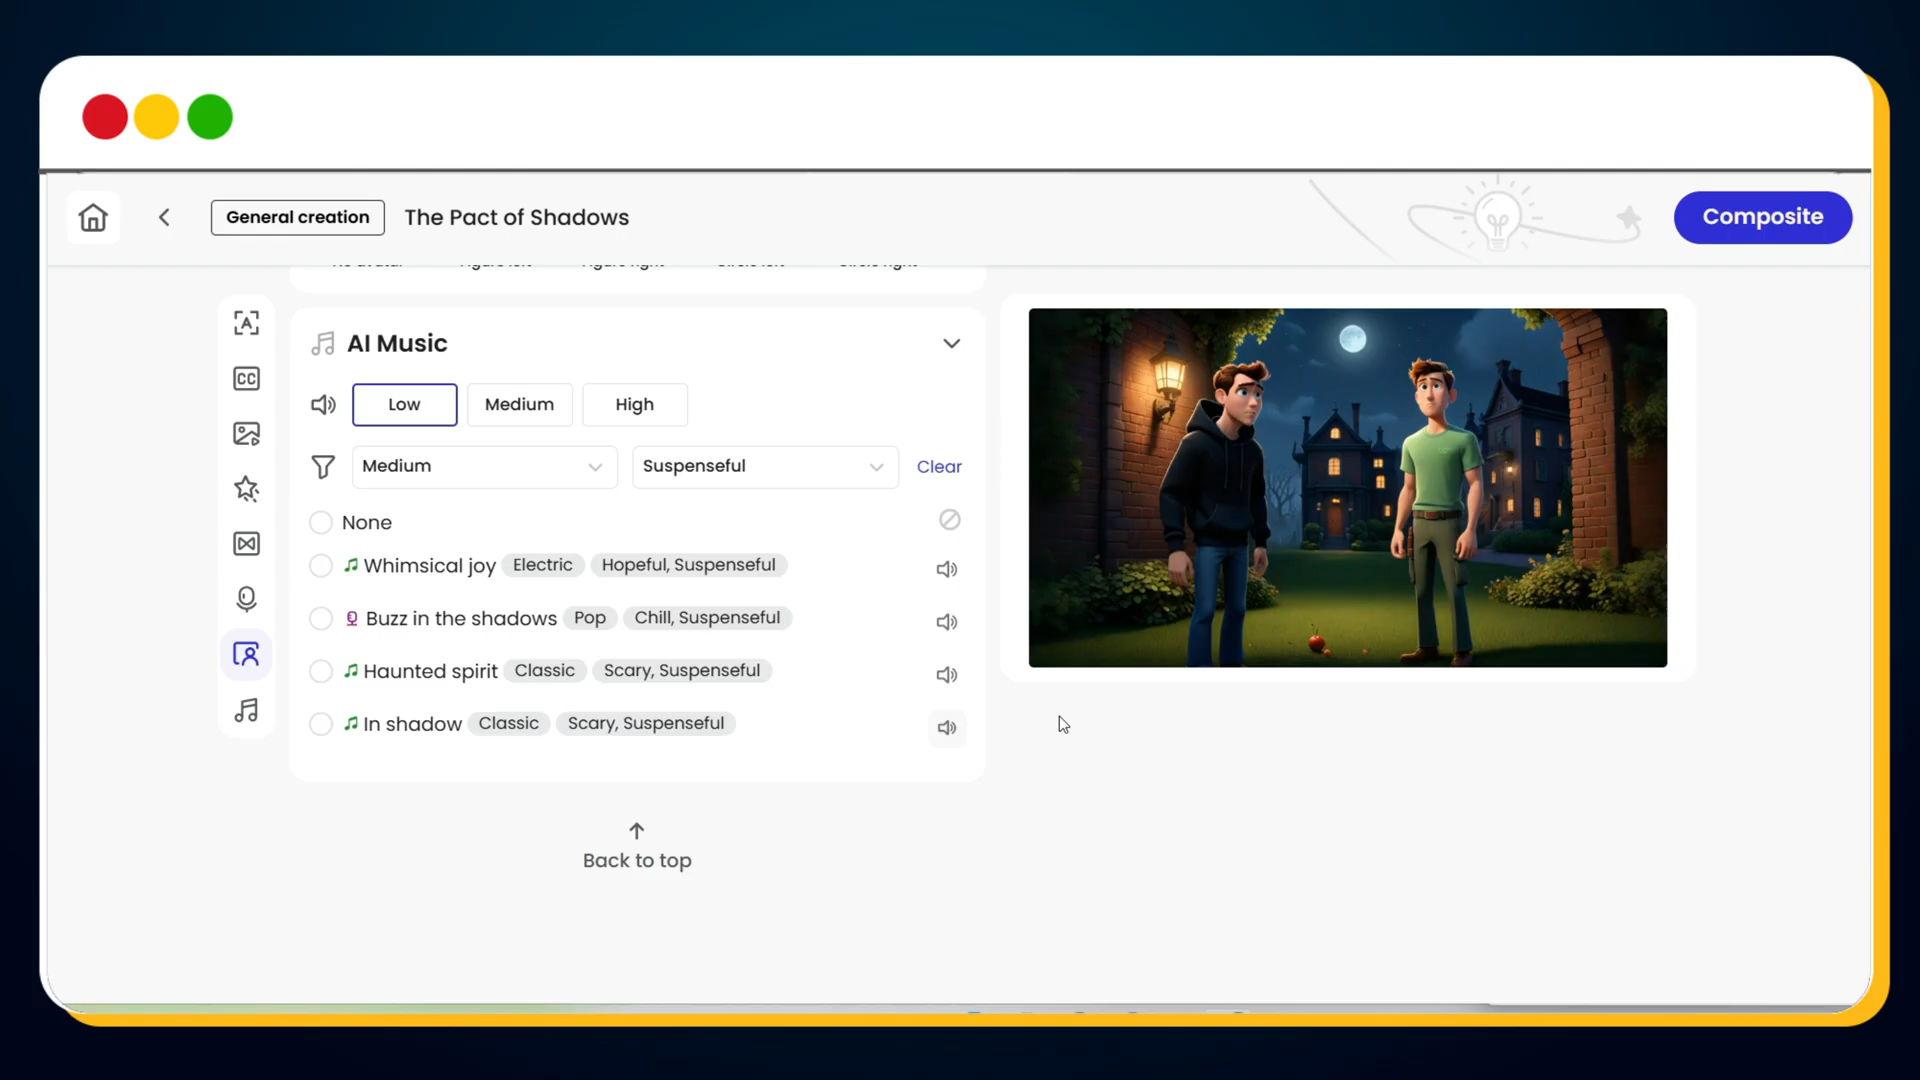 General creation The Pact of Shadows Composite
AI Music
Low Medium High
Medium Suspenseful Clear
None
Whimsical joy Electric Hopeful, Suspenseful
Buzz in the shadows Pop Chill, Suspenseful
Haunted spirit Classic Scary, Suspenseful
In shadow Classic Scary, Suspenseful
Back to top
CC